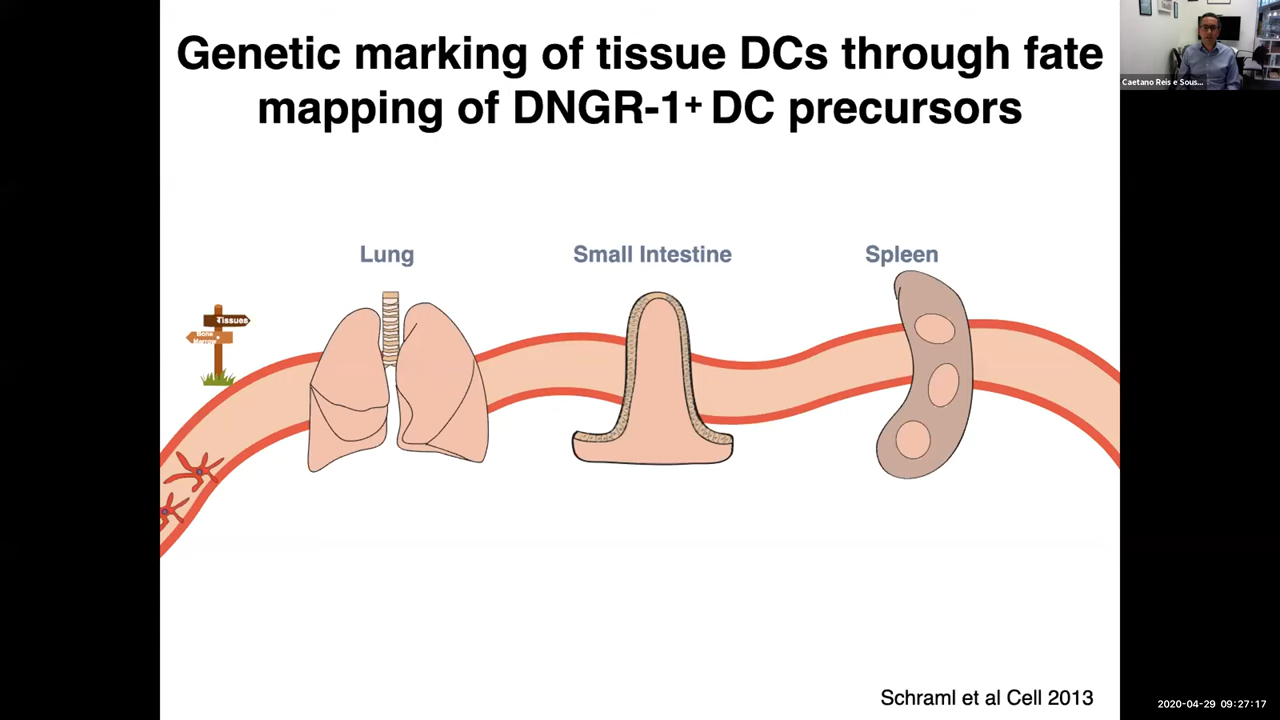 Genetic marking of tissue DCs through fate
mapping of DNGR-1⁺ DC precursors
Caetano Reis e Sous...
Lung
Small Intestine
Spleen
Tissues
Schraml et al Cell 2013
2020-04-29 09:27:17